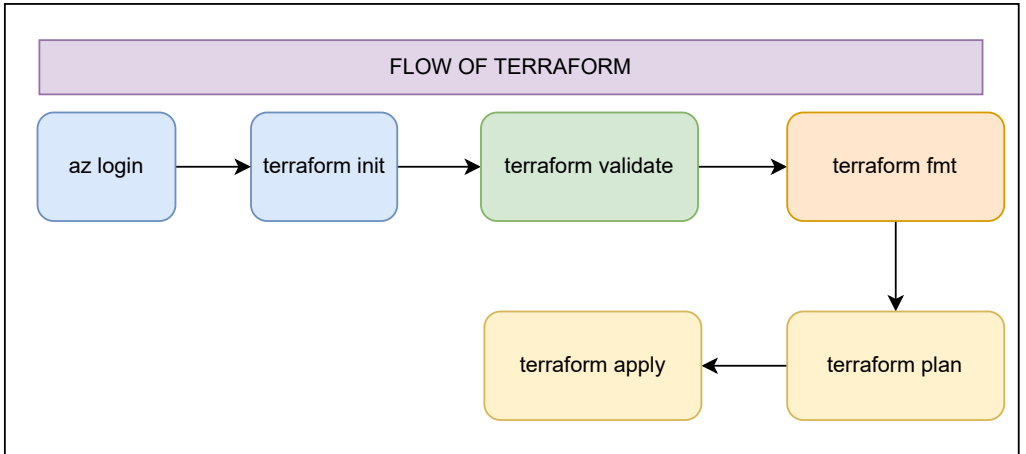 FLOW OF TERRAFORM
az login
terraform init
terraform validate
terraform fmt
terraform plan
terraform apply